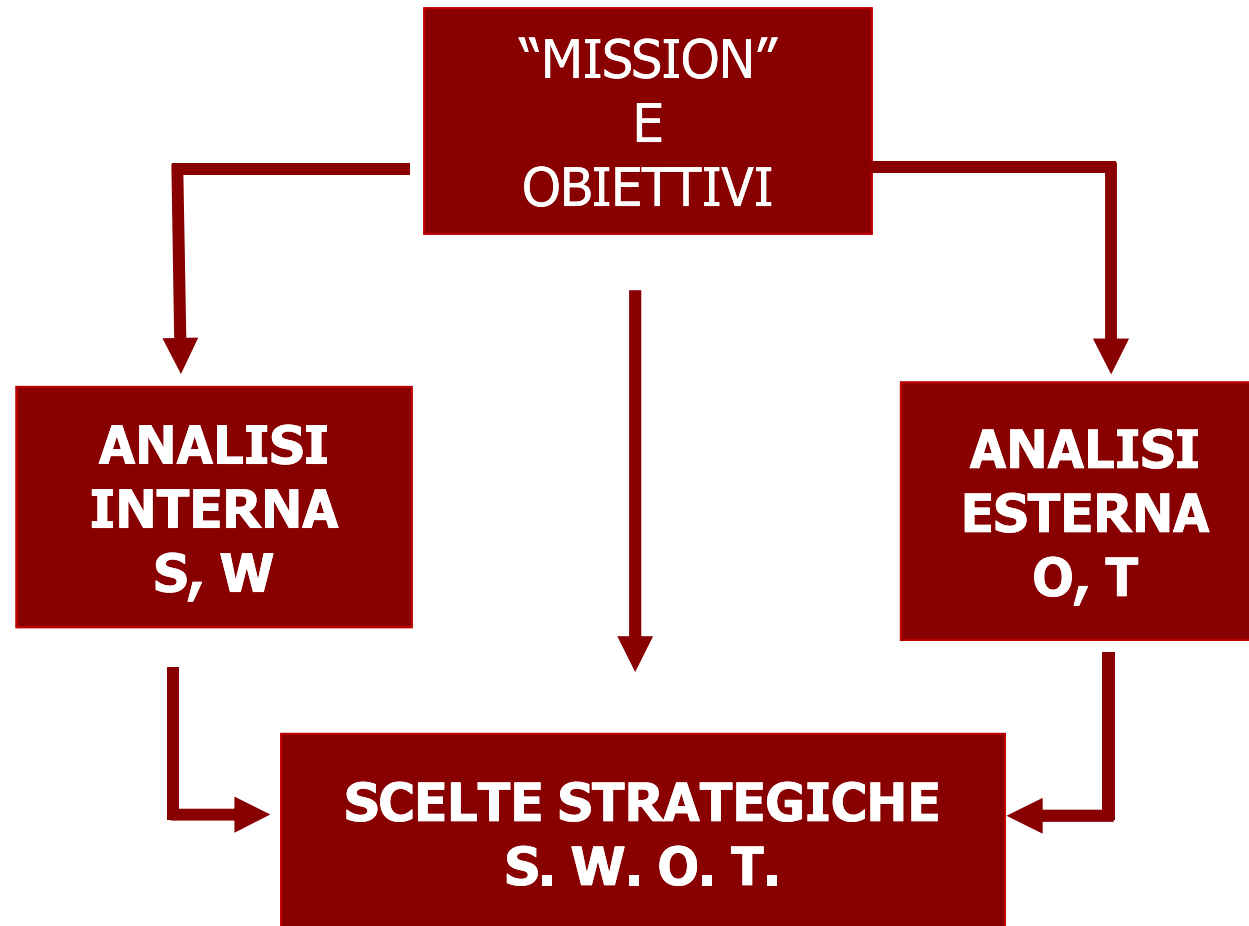 “MISSION”
E
OBIETTIVI
ANALISI
INTERNA
S, W
ANALISI
ESTERNA
O, T
SCELTE STRATEGICHE
S. W. O. T.